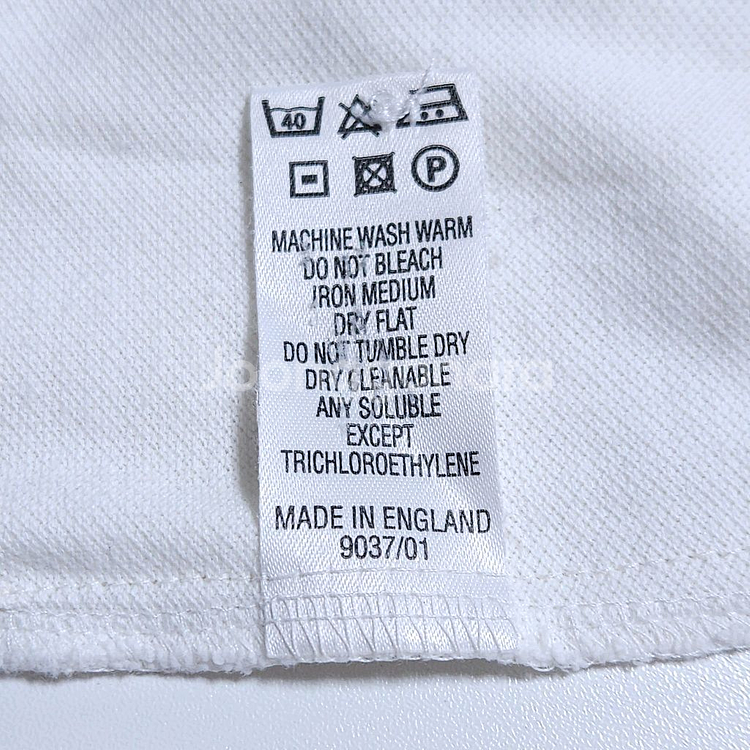 40
P
MACHINE WASH WARM
DO NOT BLEACH
IRON MEDIUM
DRY FLAT
DO NOT TUMBLE DRY
DRY CLEANABLE
ANY SOLUBLE
EXCEPT
TRICHLOROETHYLENE
MADE IN ENGLAND
9037/01